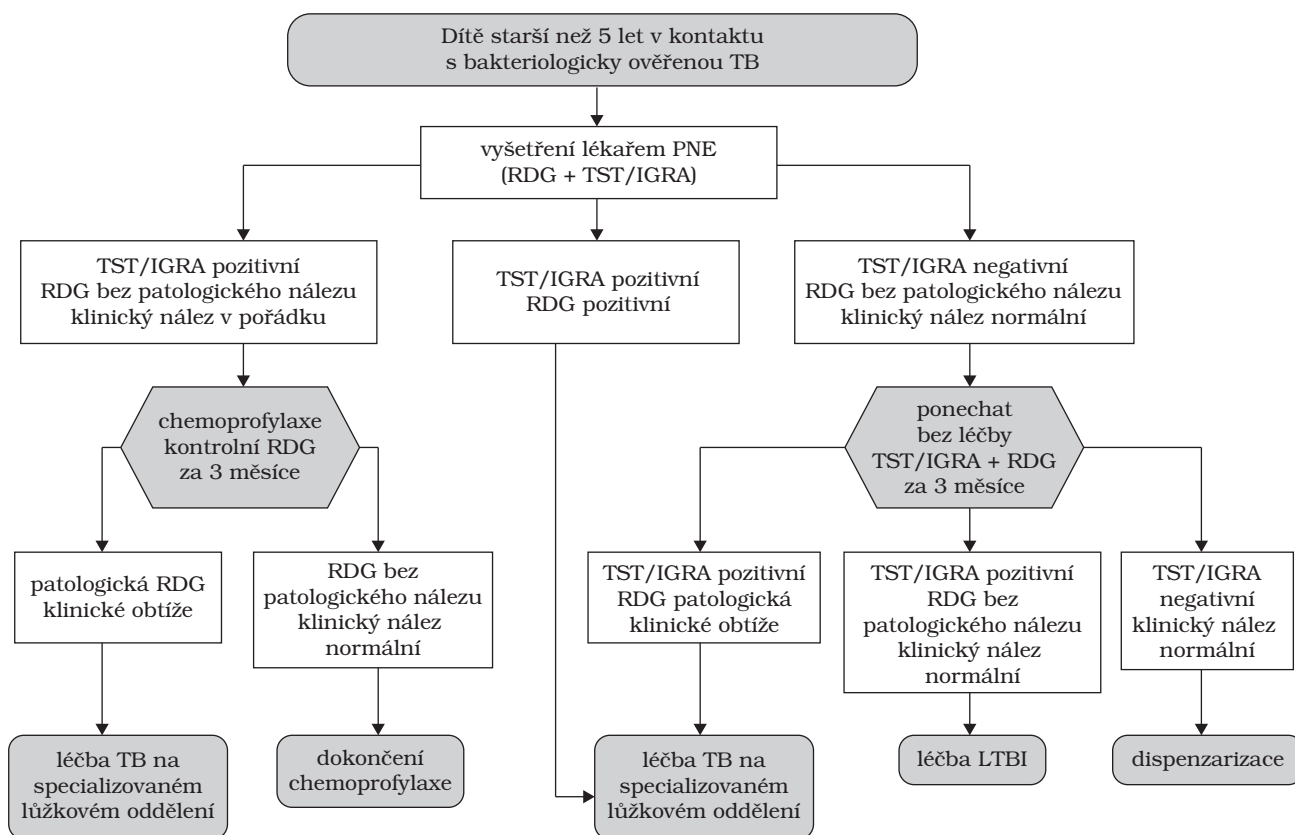 Dítě starší než 5 let v kontaktu
s bakteriologicky ověřenou TB
vyšetření lékařem PNE
(RDG + TST/IGRA)
TST/IGRA pozitivní
RDG bez patologického nálezu
klinický nález v pořádku
TST/IGRA pozitivní
RDG pozitivní
TST/IGRA negativní
RDG bez patologického nálezu
klinický nález normální
chemoprofylaxe
kontrolní RDG
za 3 měsíce
ponechat
bez léčby
TST/IGRA + RDG
za 3 měsíce
patologická RDG
klinické obtíže
RDG bez
patologického nálezu
klinický nález
normální
TST/IGRA pozitivní
RDG patologická
klinické obtíže
TST/IGRA pozitivní
RDG bez
patologického nálezu
klinický nález
normální
TST/IGRA
negativní
klinický nález
normální
léčba TB na
specializovaném
lůžkovém oddělení
dokončení
chemoprofylaxe
léčba TB na
specializovaném
lůžkovém oddělení
léčba LTBI
dispenzarizace